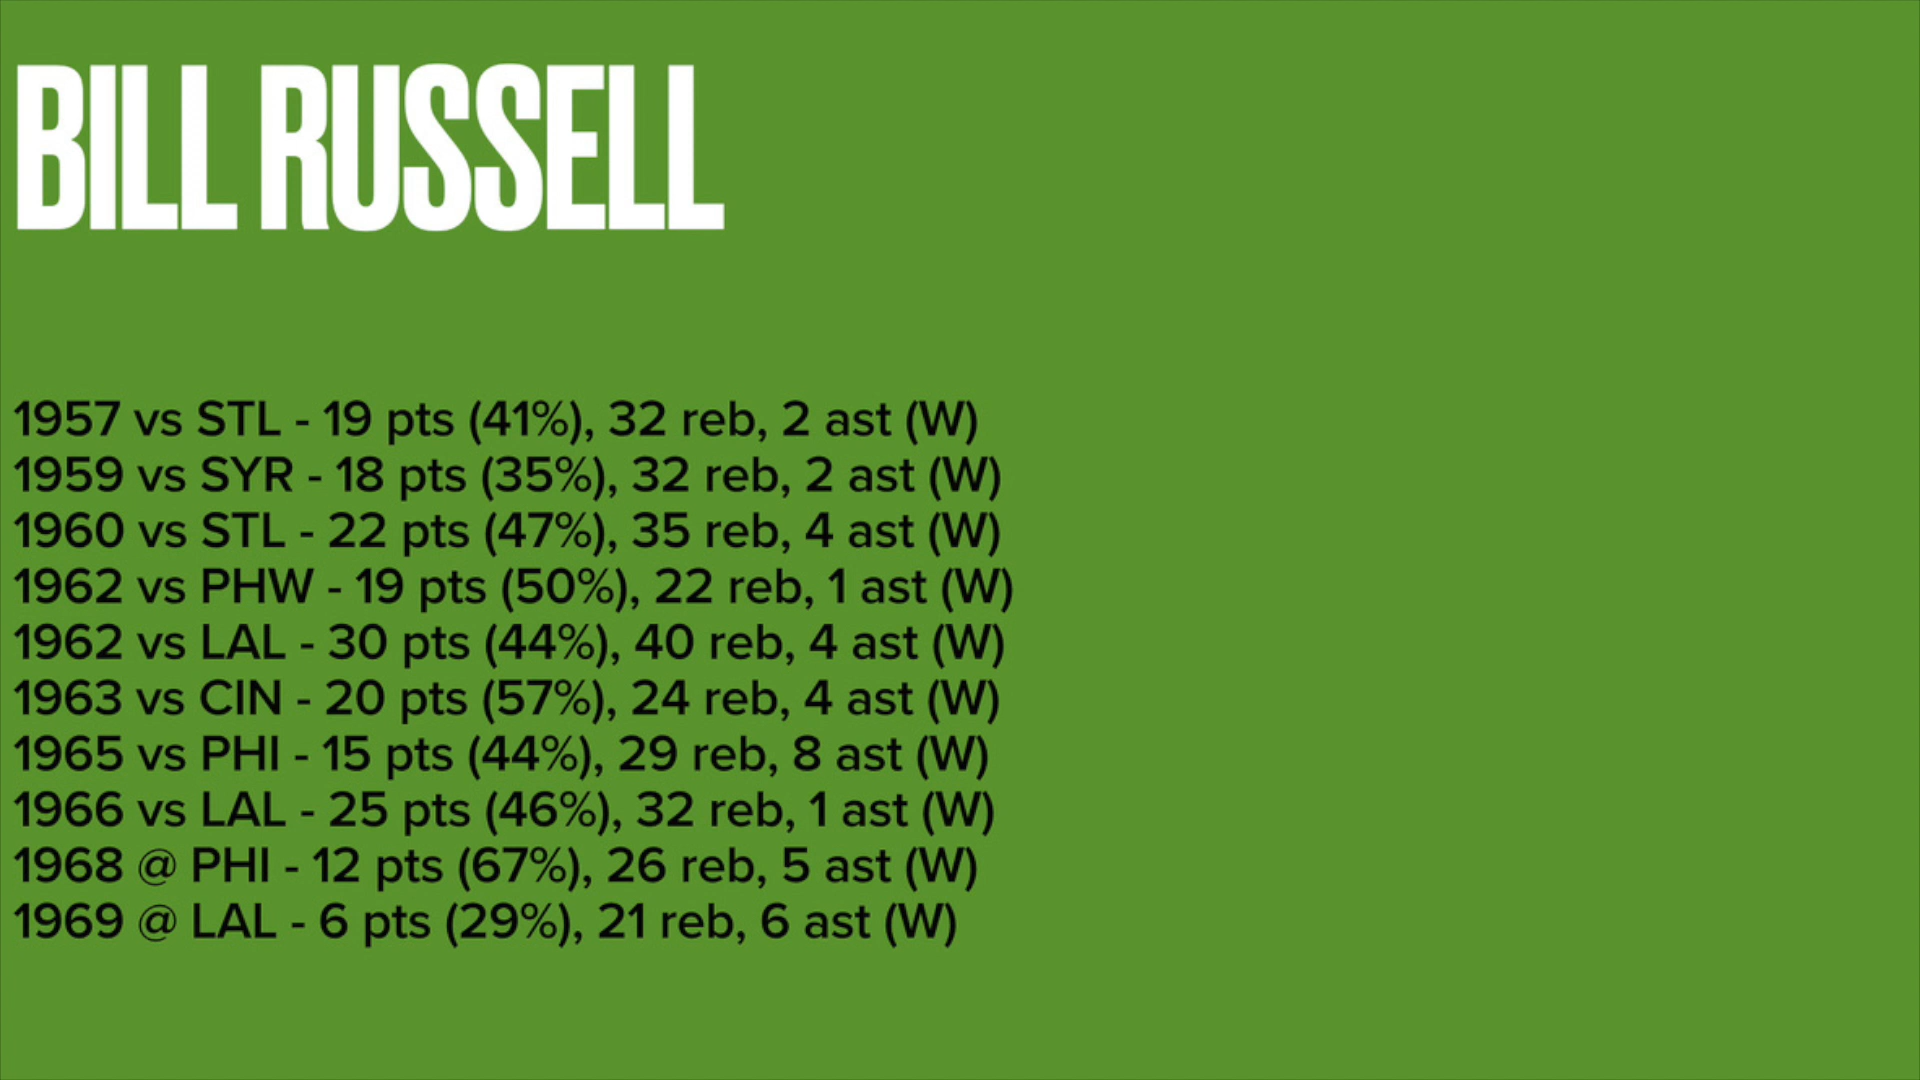 BILL RUSSELL
1957 vs STL - 19 pts (41%), 32 reb, 2 ast (W)
1959 vs SYR - 18 pts (35%), 32 reb, 2 ast (W)
1960 vs STL - 22 pts (47%), 35 reb, 4 ast (W)
1962 vs PHW - 19 pts (50%), 22 reb, 1 ast (W)
1962 vs LAL - 30 pts (44%), 40 reb, 4 ast (W)
1963 vs CIN - 20 pts (57%), 24 reb, 4 ast (W)
1965 vs PHI - 15 pts (44%), 29 reb, 8 ast (W)
1966 vs LAL - 25 pts (46%), 32 reb, 1 ast (W)
1968 @ PHI - 12 pts (67%), 26 reb, 5 ast (W)
1969 @ LAL - 6 pts (29%), 21 reb, 6 ast (W)